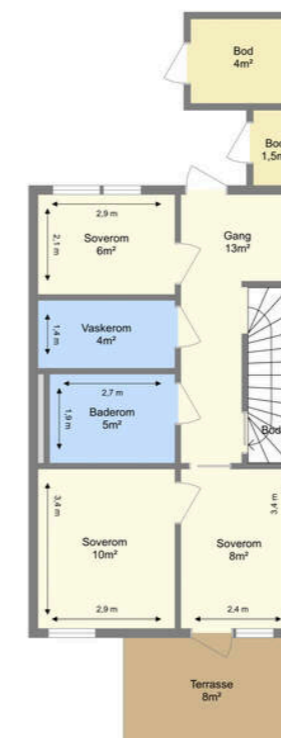 Bod
4m²
1,5m
2,9 m
2,1 m
Soverom
6m²
Gang
13m²
1,4 m
Vaskerom
4m²
2,7 m
1,9 m
Baderom
5m²
Bod
3,4 m
Soverom
10m²
2,9 m
3,4 m
Soverom
8m²
2,4 m
Terrasse
8m²